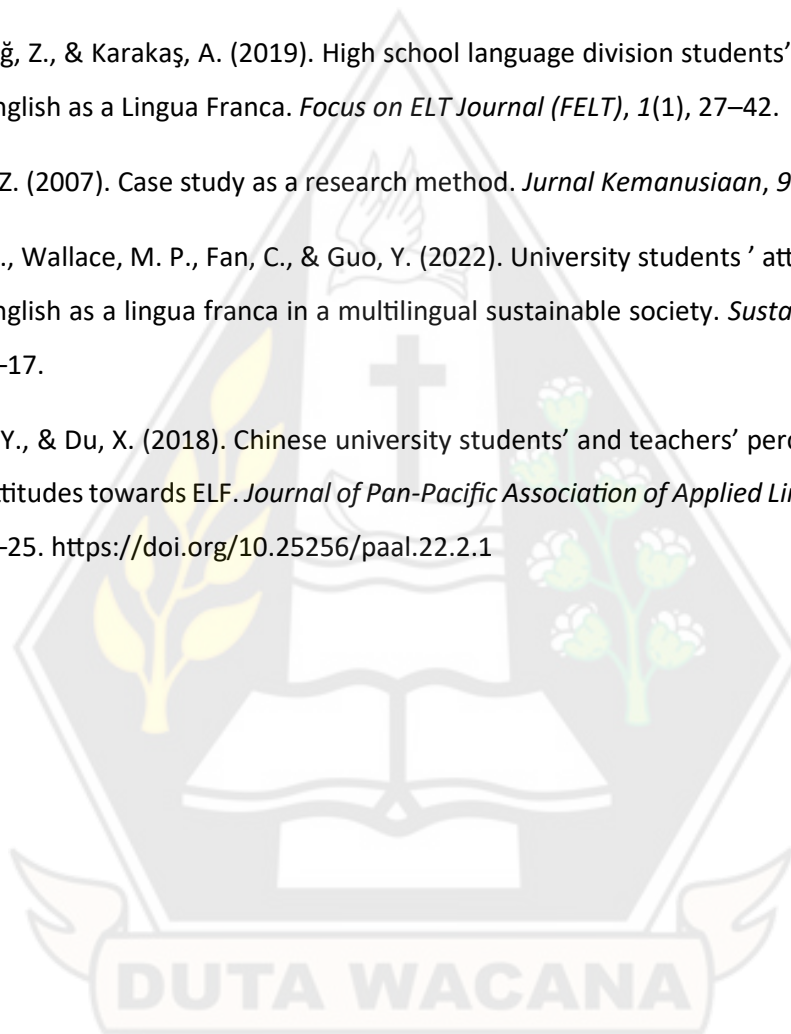 ğ, Z., & Karakaş, A. (2019). High school language division students’
nglish as a Lingua Franca. Focus on ELT Journal (FELT), 1(1), 27–42.
Z. (2007). Case study as a research method. Jurnal Kemanusiaan, 9
., Wallace, M. P., Fan, C., & Guo, Y. (2022). University students ’ att
nglish as a lingua franca in a multilingual sustainable society. Susta
–17.
Y., & Du, X. (2018). Chinese university students’ and teachers’ perc
ttitudes towards ELF. Journal of Pan-Pacific Association of Applied Lin
–25. https://doi.org/10.25256/paal.22.2.1
DUTA WACANA